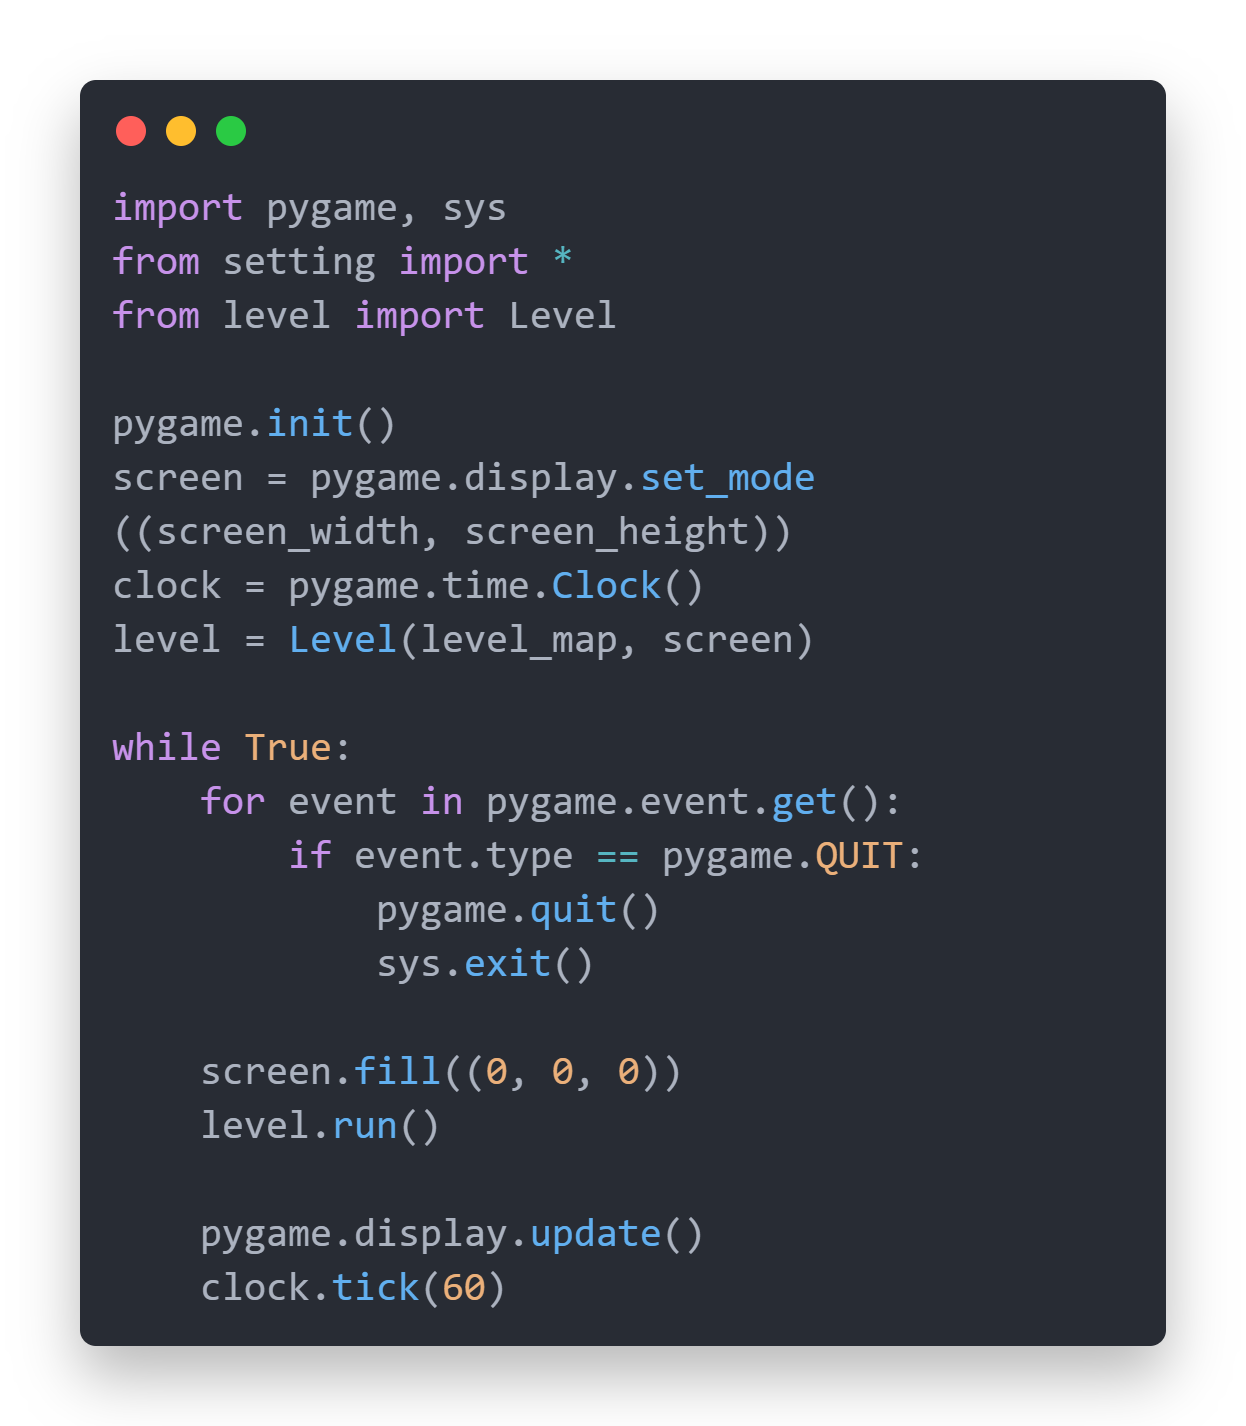 import pygame, sys
from setting import *
from level import Level

pygame.init()
screen = pygame.display.set_mode
((screen_width, screen_height))
clock = pygame.time.Clock()
level = Level(level_map, screen)

while True:
    for event in pygame.event.get():
        if event.type == pygame.QUIT:
            pygame.quit()
            sys.exit()

    screen.fill((0, 0, 0))
    level.run()

    pygame.display.update()
    clock.tick(60)